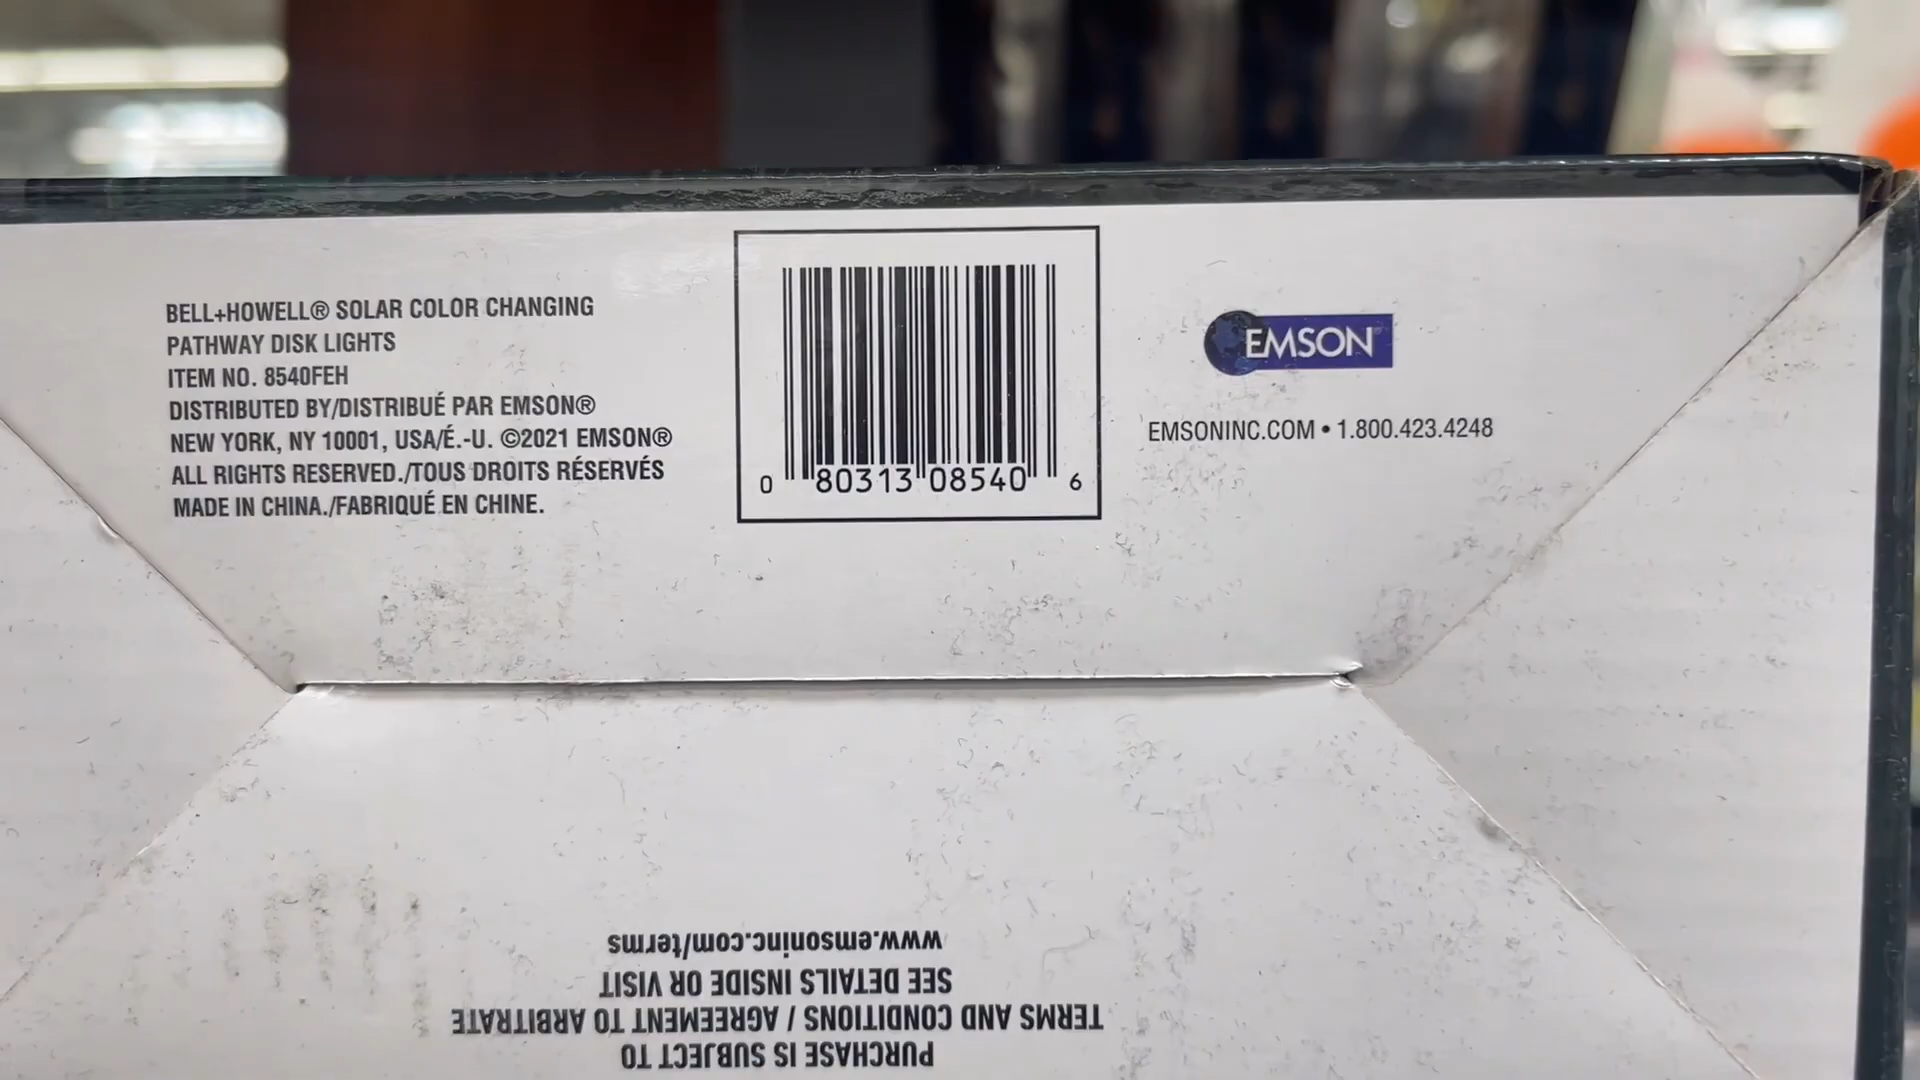 BELL+HOWELL® SOLAR COLOR CHANGING
PATHWAY DISK LIGHTS
ITEM NO. 8540FEH
DISTRIBUTED BY/DISTRIBUÉ PAR EMSON®
NEW YORK, NY 10001, USA/É.-U. ©2021 EMSON®
ALL RIGHTS RESERVED./TOUS DROITS RÉSERVÉS
MADE IN CHINA./FABRIQUÉ EN CHINE.
0 80313 08540 6
EMSON
EMSONINC.COM • 1.800.423.4248
PURCHASE IS SUBJECT TO
TERMS AND CONDITIONS / AGREEMENT TO ARBITRATE
SEE DETAILS INSIDE OR VISIT
www.emsoninc.com/terms